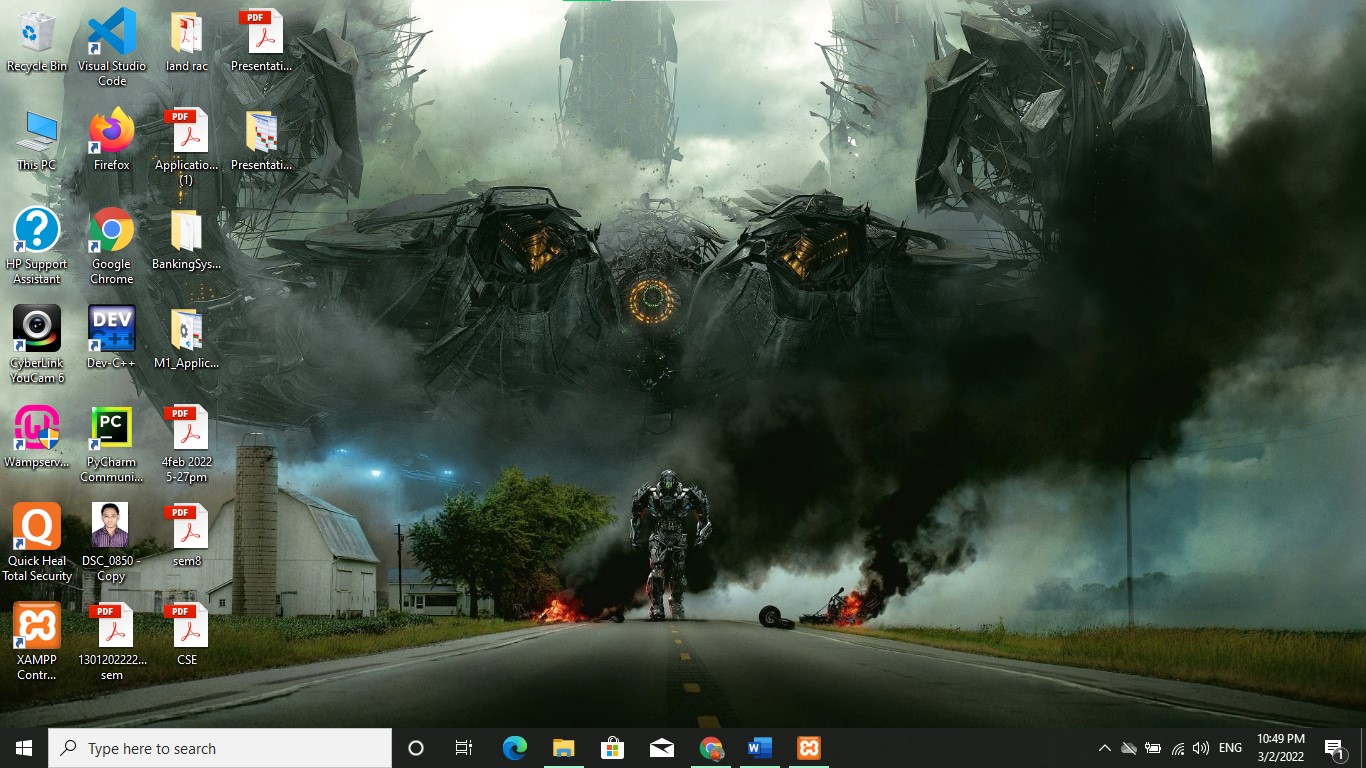 Recycle Bin
Visual Studio
Code
land rac
PDF
Presentati...
This PC
Firefox
PDF
Applicatio...
(1)
Presentati...
HP Support
Assistant
Google
Chrome
BankingSys...
CyberLink
YouCam 6
DEV
C++
Dev-C++
M1_Applic...
Wampserv...
PC
PyCharm
Communi...
PDF
4feb 2022
5-27pm
Quick Heal
Total Security
DSC_0850 -
Copy
PDF
sem8
XAMPP
Contr...
PDF
1301202222...
sem
PDF
CSE
Type here to search
ENG
10:49 PM
3/2/2022
1